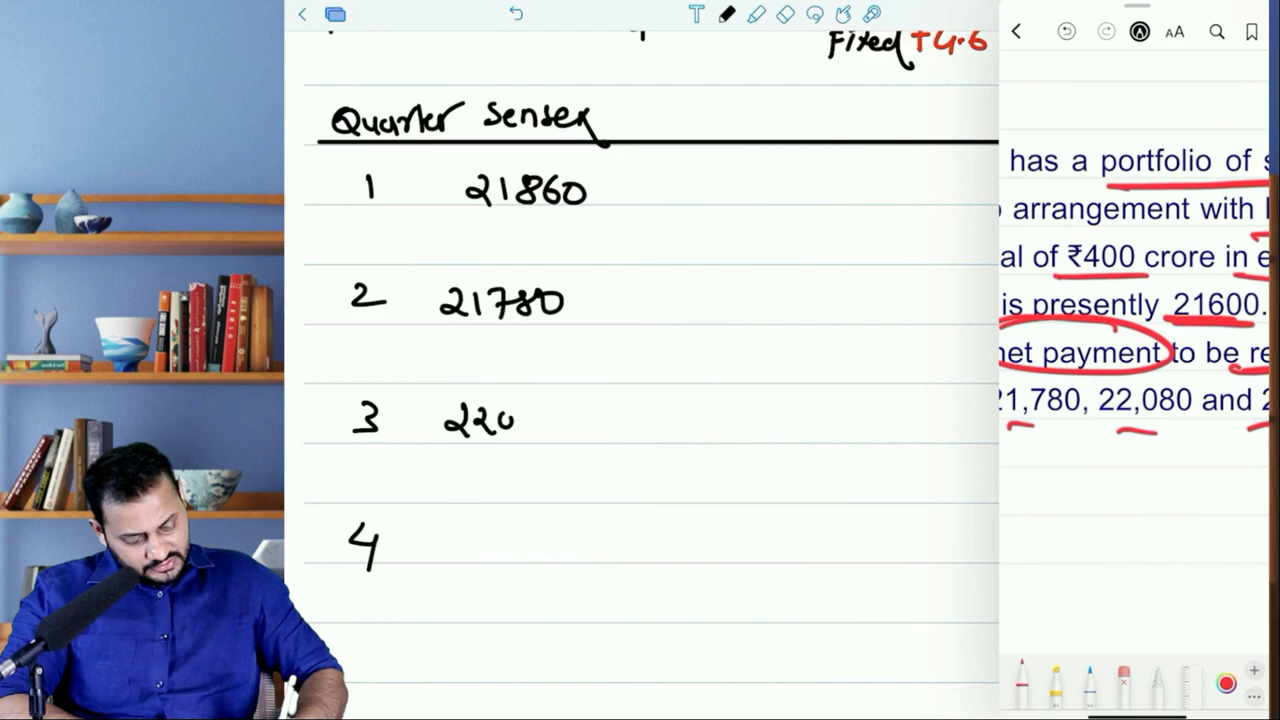 Fixed +4.6
Quarter Sensex
1 21860
2 21780
3 220
4
has a portfolio of
arrangement with
al of ₹400 crore in e
is presently 21600.
net payment to be re
21,780, 22,080 and 2
AA
T